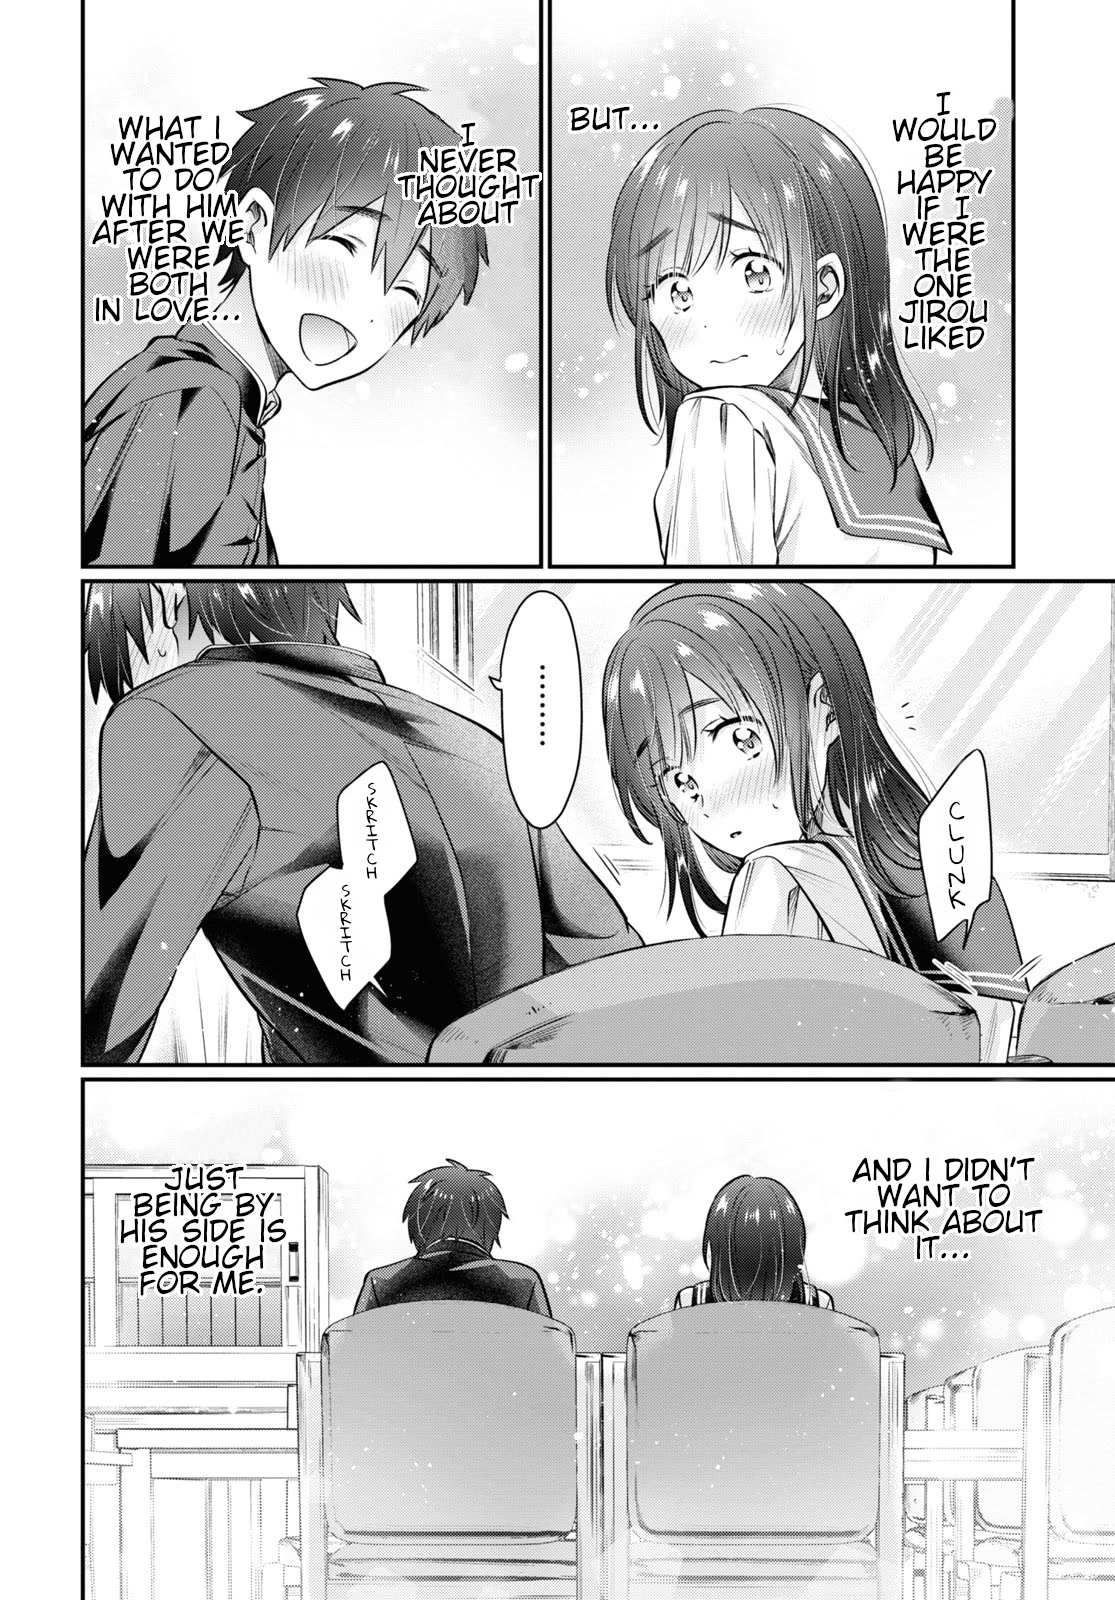 I
WOULD
BE
HAPPY
IF I
WERE
THE
ONE
JIROU
LIKED
BUT...
I
NEVER
THOUGHT
ABOUT
WHAT I
WANTED
TO DO
WITH HIM
AFTER WE
WERE
BOTH
IN LOVE...
CLUNK
.........
SKRITCH
SKRITCH
AND I DIDN'T
WANT TO
THINK ABOUT
IT...
JUST
BEING BY
HIS SIDE IS
ENOUGH
FOR ME.